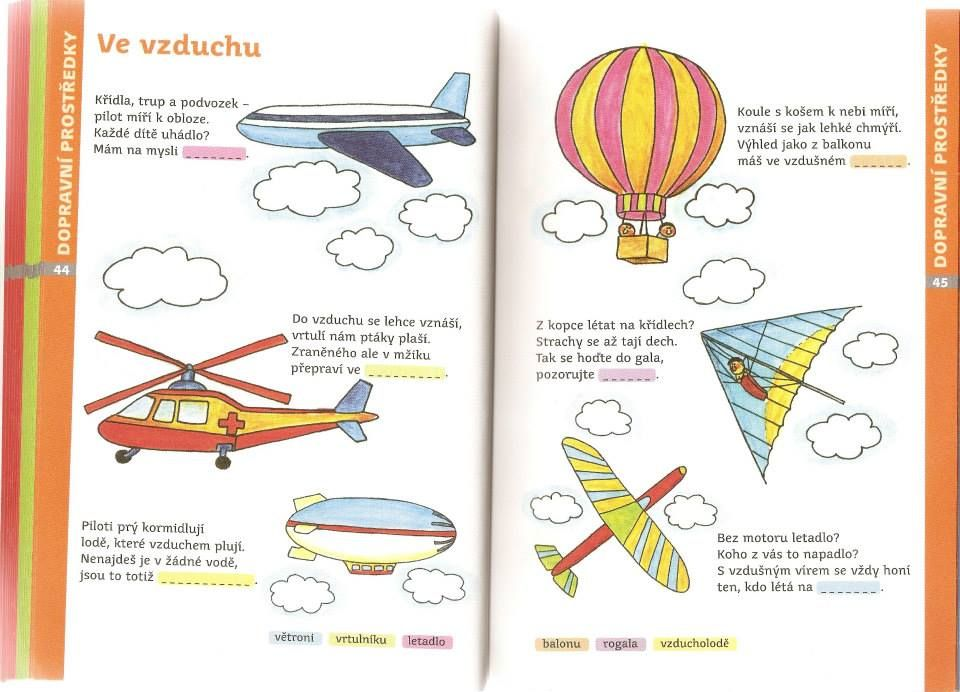 DOPRAVNÍ PROSTŘEDKY
44
Ve vzduchu
Křídla, trup a podvozek –
pilot míří k obloze.
Každé dítě uhádlo?
Mám na mysli _ _ _ _ _ _ _.
Do vzduchu se lehce vznáší,
vrtulí nám ptáky plaší.
Zraněného ale v mžiku
přepraví ve _ _ _ _ _ _ _ _ _.
Piloti prý kormidlují
lodě, které vzduchem plují.
Nenajdeš je v žádné vodě,
jsou to totiž _ _ _ _ _ _ _ _ _ _ _.
větroni vrtulníku letadlo
Koule s košem k nebi míří,
vznáší se jak lehké chmýří.
Výhled jako z balkonu
máš ve vzdušném _ _ _ _ _ _.
Z kopce létat na křídlech?
Strachy se až tají dech.
Tak se hoďte do gala,
pozorujte _ _ _ _ _ _.
Bez motoru letadlo?
Koho z vás to napadlo?
S vzdušným vírem se vždy honí
ten, kdo létá na _ _ _ _ _ _ _.
balonu rogala vzducholodě
DOPRAVNÍ PROSTŘEDKY
45